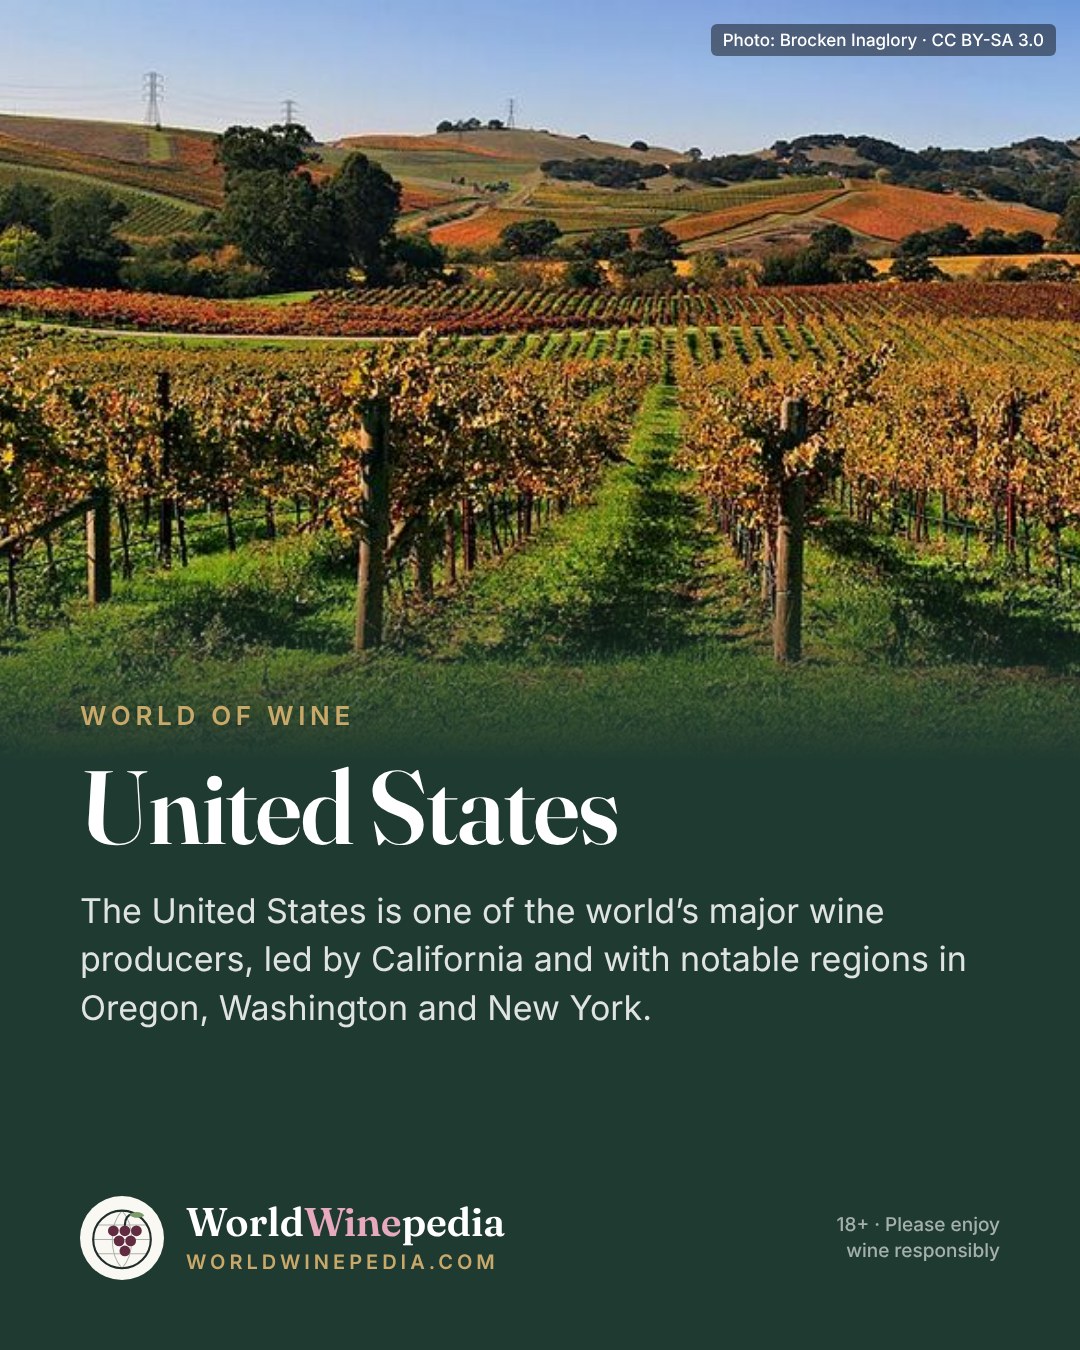 Photo: Brocken Inaglory · CC BY-SA 3.0
WORLD OF WINE
United States
The United States is one of the world’s major wine
producers, led by California and with notable regions in
Oregon, Washington and New York.
WorldWinepedia
WORLDWINEPEDIA.COM
18+ · Please enjoy
wine responsibly